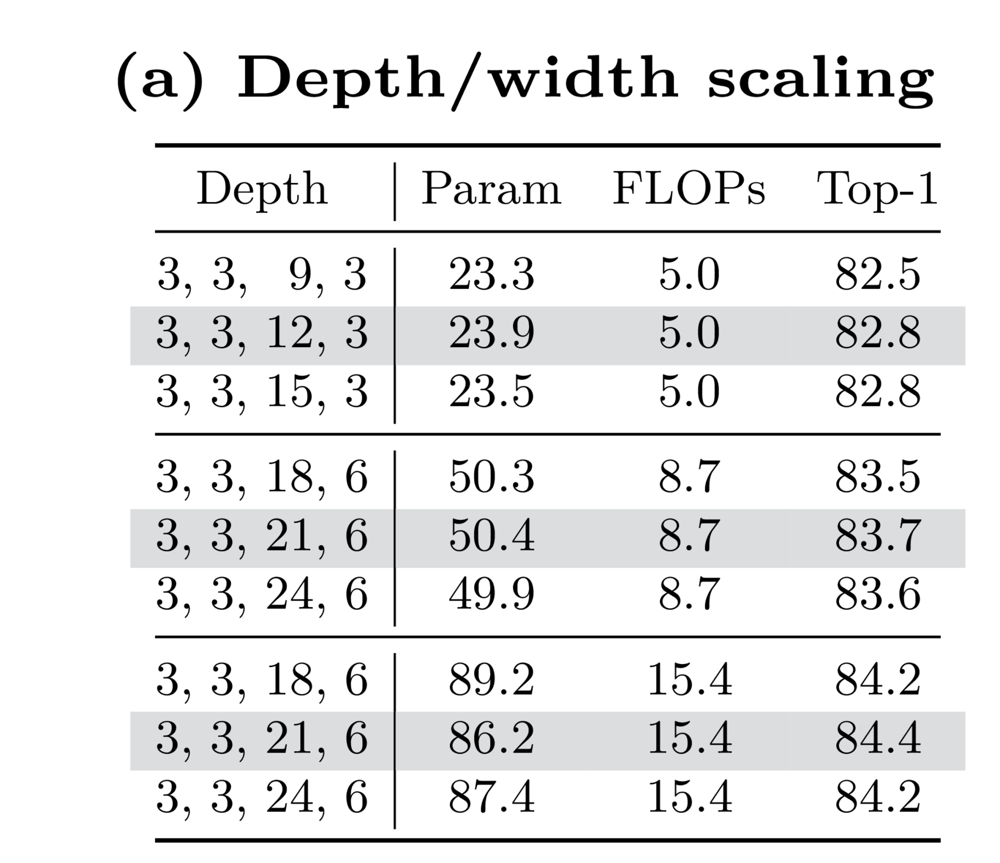 (a) Depth/width scaling
Depth Param FLOPs Top-1
3, 3, 9, 3 23.3 5.0 82.5
3, 3, 12, 3 23.9 5.0 82.8
3, 3, 15, 3 23.5 5.0 82.8
3, 3, 18, 6 50.3 8.7 83.5
3, 3, 21, 6 50.4 8.7 83.7
3, 3, 24, 6 49.9 8.7 83.6
3, 3, 18, 6 89.2 15.4 84.2
3, 3, 21, 6 86.2 15.4 84.4
3, 3, 24, 6 87.4 15.4 84.2